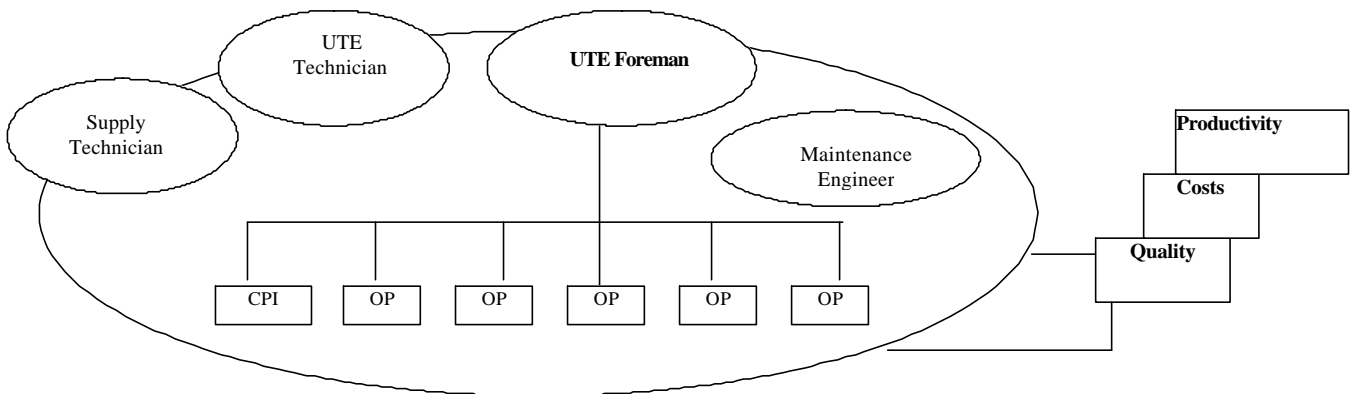 UTE
Technician
UTE Foreman
Supply
Technician
Maintenance
Engineer
Productivity
Costs
Quality
CPI
OP
OP
OP
OP
OP